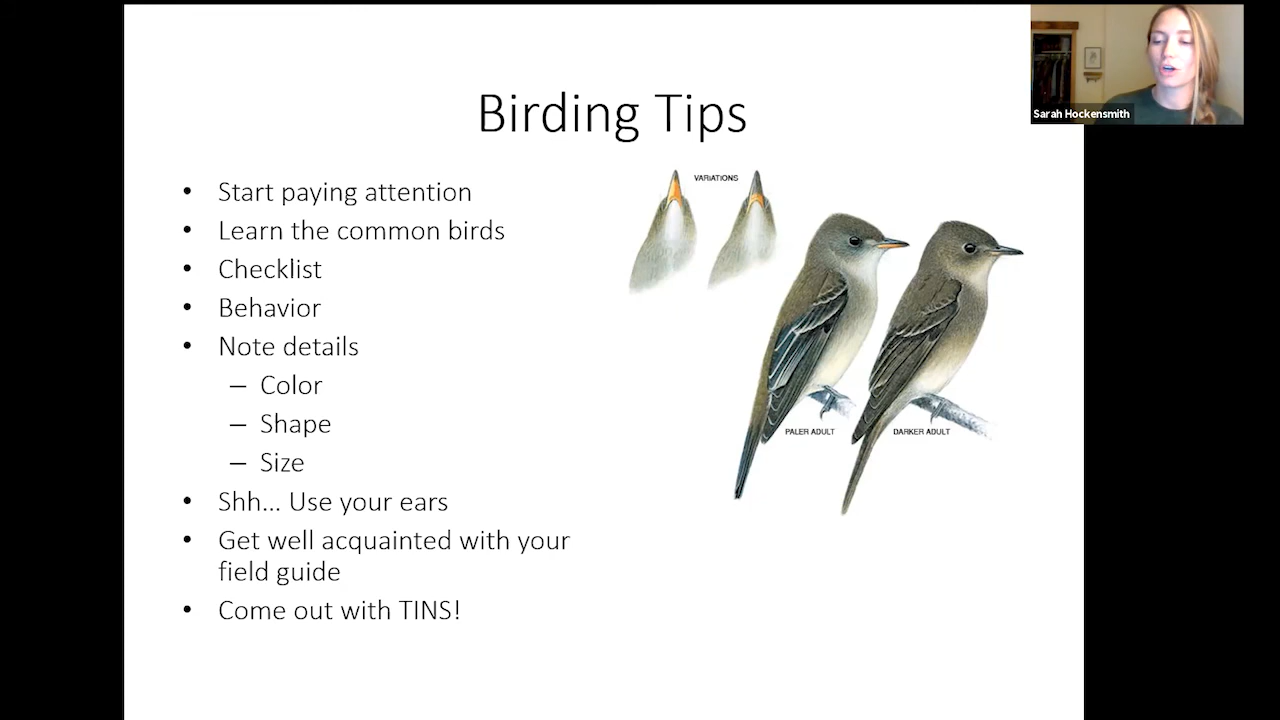 Birding Tips
• Start paying attention
• Learn the common birds
• Checklist
• Behavior
• Note details
– Color
– Shape
– Size
• Shh... Use your ears
• Get well acquainted with your
field guide
• Come out with TINS!
VARIATIONS
PALER ADULT
DARKER ADULT
Sarah Hockensmith